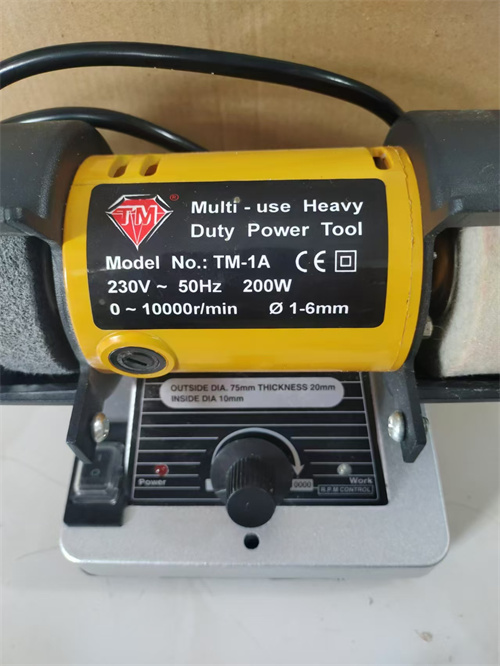 TM
®
Multi - use Heavy
Duty Power Tool
Model No.: TM-1A CE
230V ~ 50Hz 200W
0 ~ 10000r/min Ø 1-6mm
OUTSIDE DIA. 75mm THICKNESS 20mm
INSIDE DIA 10mm
Power
Work
R.P.M CONTROL